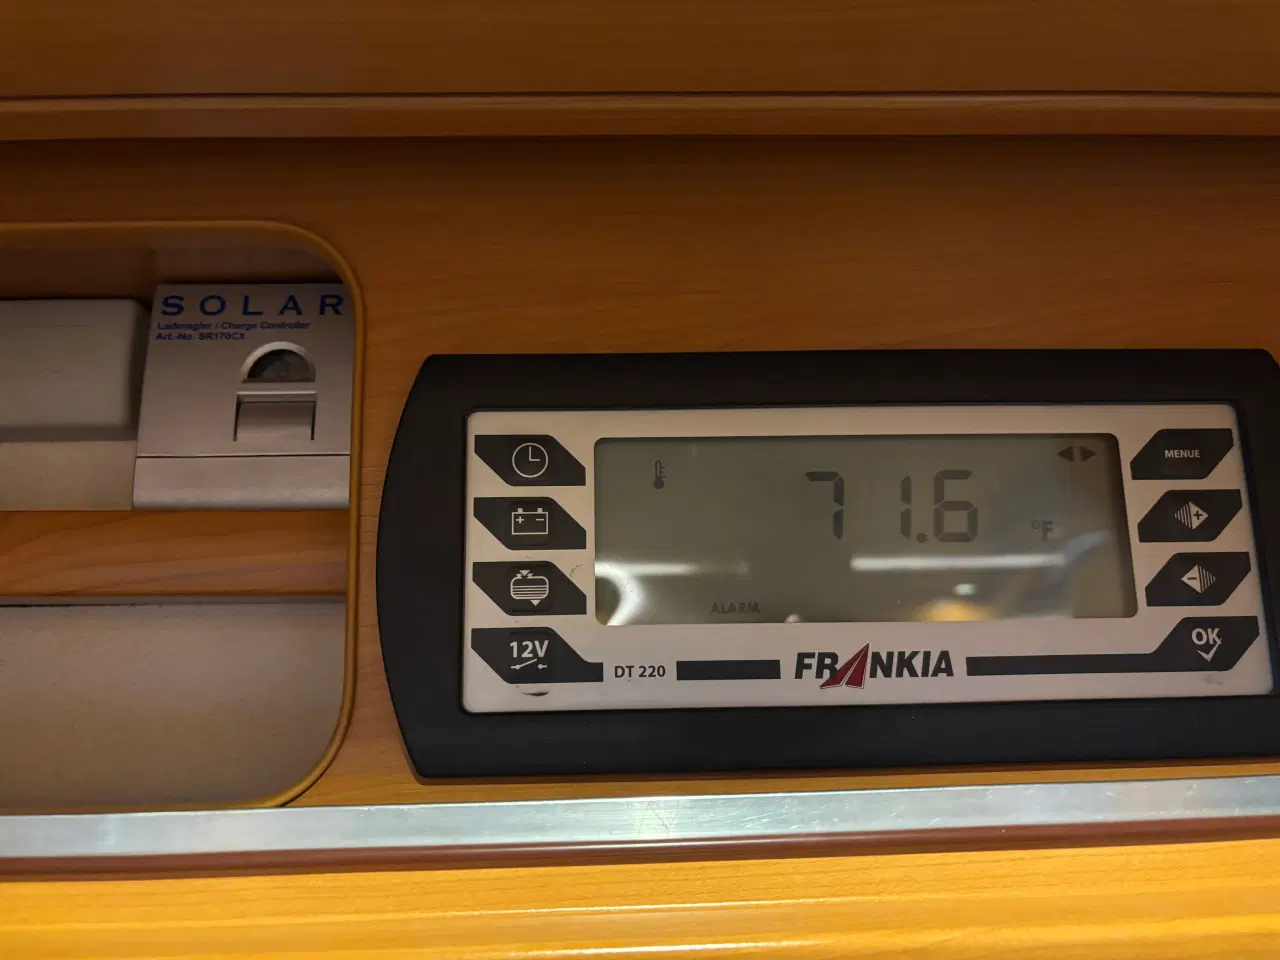 SOLAR
Laderegler / Charge Controller
Art.-No. SR170CX
MENUE
71.6 °F
+
+ -
-
ALARM
12V
OK
DT 220
FRANKIA